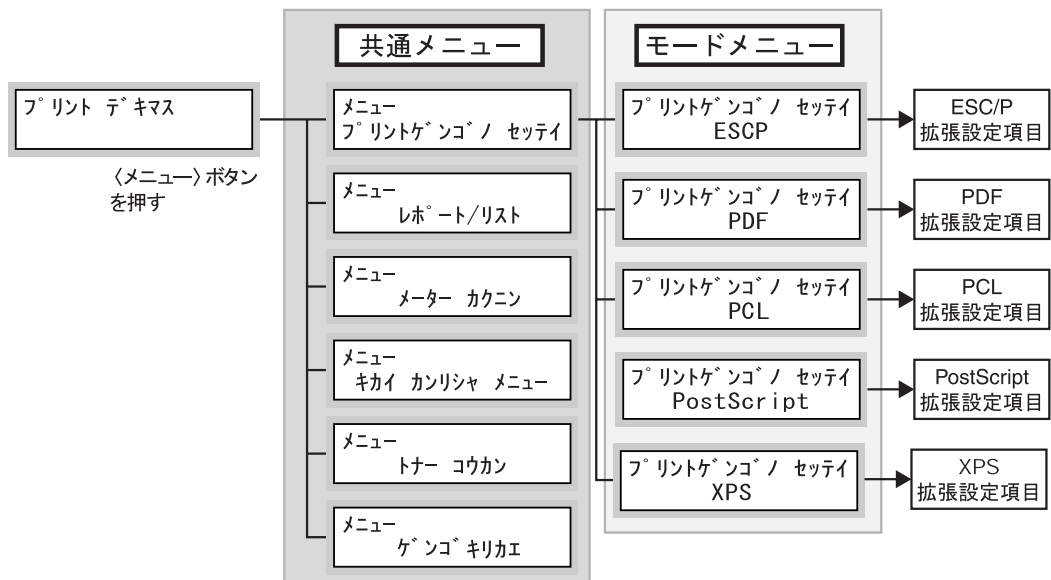 共通メニュー
モードメニュー
プリント デキマス
〈メニュー〉ボタン
を押す
メニュー
プリントゲンゴノ セッテイ
メニュー
レポート/リスト
メニュー
メーター カクニン
メニュー
キカイ カンリシャ メニュー
メニュー
トナー コウカン
メニュー
ゲンゴキリカエ
プリントゲンゴノ セッテイ
ESCP
プリントゲンゴノ セッテイ
PDF
プリントゲンゴノ セッテイ
PCL
プリントゲンゴノ セッテイ
PostScript
プリントゲンゴノ セッテイ
XPS
ESC/P
拡張設定項目
PDF
拡張設定項目
PCL
拡張設定項目
PostScript
拡張設定項目
XPS
拡張設定項目